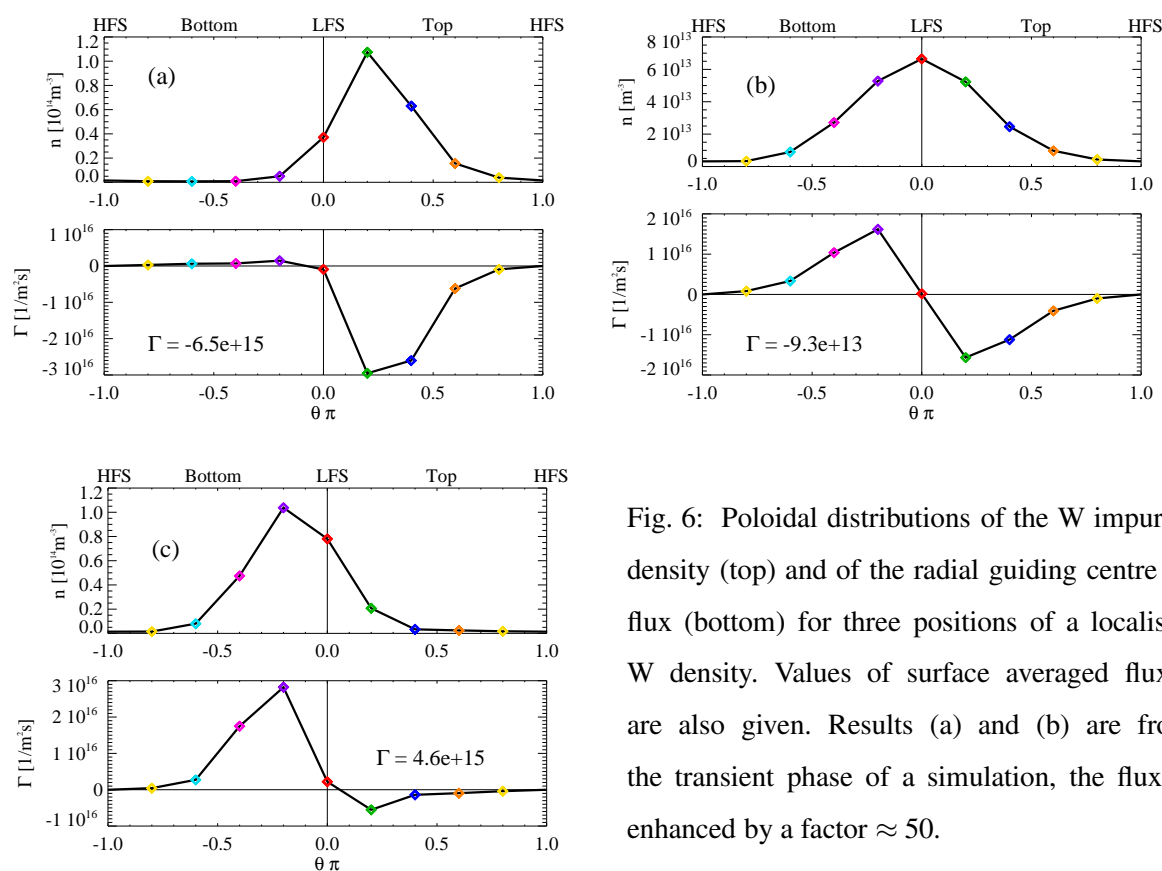 HFS Bottom LFS Top HFS
1.2
1.0
0.8
0.6
0.4
0.2
0.0
n [10¹⁴m⁻³]
(a)
-1.0 -0.5 0.0 0.5 1.0
1 10¹⁶
0
-1 10¹⁶
-2 10¹⁶
-3 10¹⁶
Γ [1/m²s]
Γ = -6.5e+15
-1.0 -0.5 0.0 0.5 1.0
θ π
HFS Bottom LFS Top HFS
8 10¹³
6 10¹³
4 10¹³
2 10¹³
0
n [m⁻³]
(b)
-1.0 -0.5 0.0 0.5 1.0
2 10¹⁶
1 10¹⁶
0
-1 10¹⁶
-2 10¹⁶
Γ [1/m²s]
Γ = -9.3e+13
-1.0 -0.5 0.0 0.5 1.0
θ π
HFS Bottom LFS Top HFS
1.2
1.0
0.8
0.6
0.4
0.2
0.0
n [10¹⁴m⁻³]
(c)
-1.0 -0.5 0.0 0.5 1.0
3 10¹⁶
2 10¹⁶
1 10¹⁶
0
-1 10¹⁶
Γ [1/m²s]
Γ = 4.6e+15
-1.0 -0.5 0.0 0.5 1.0
θ π
Fig. 6: Poloidal distributions of the W impur
density (top) and of the radial guiding centre
flux (bottom) for three positions of a localis
W density. Values of surface averaged flux
are also given. Results (a) and (b) are fro
the transient phase of a simulation, the flux
enhanced by a factor ≈ 50.